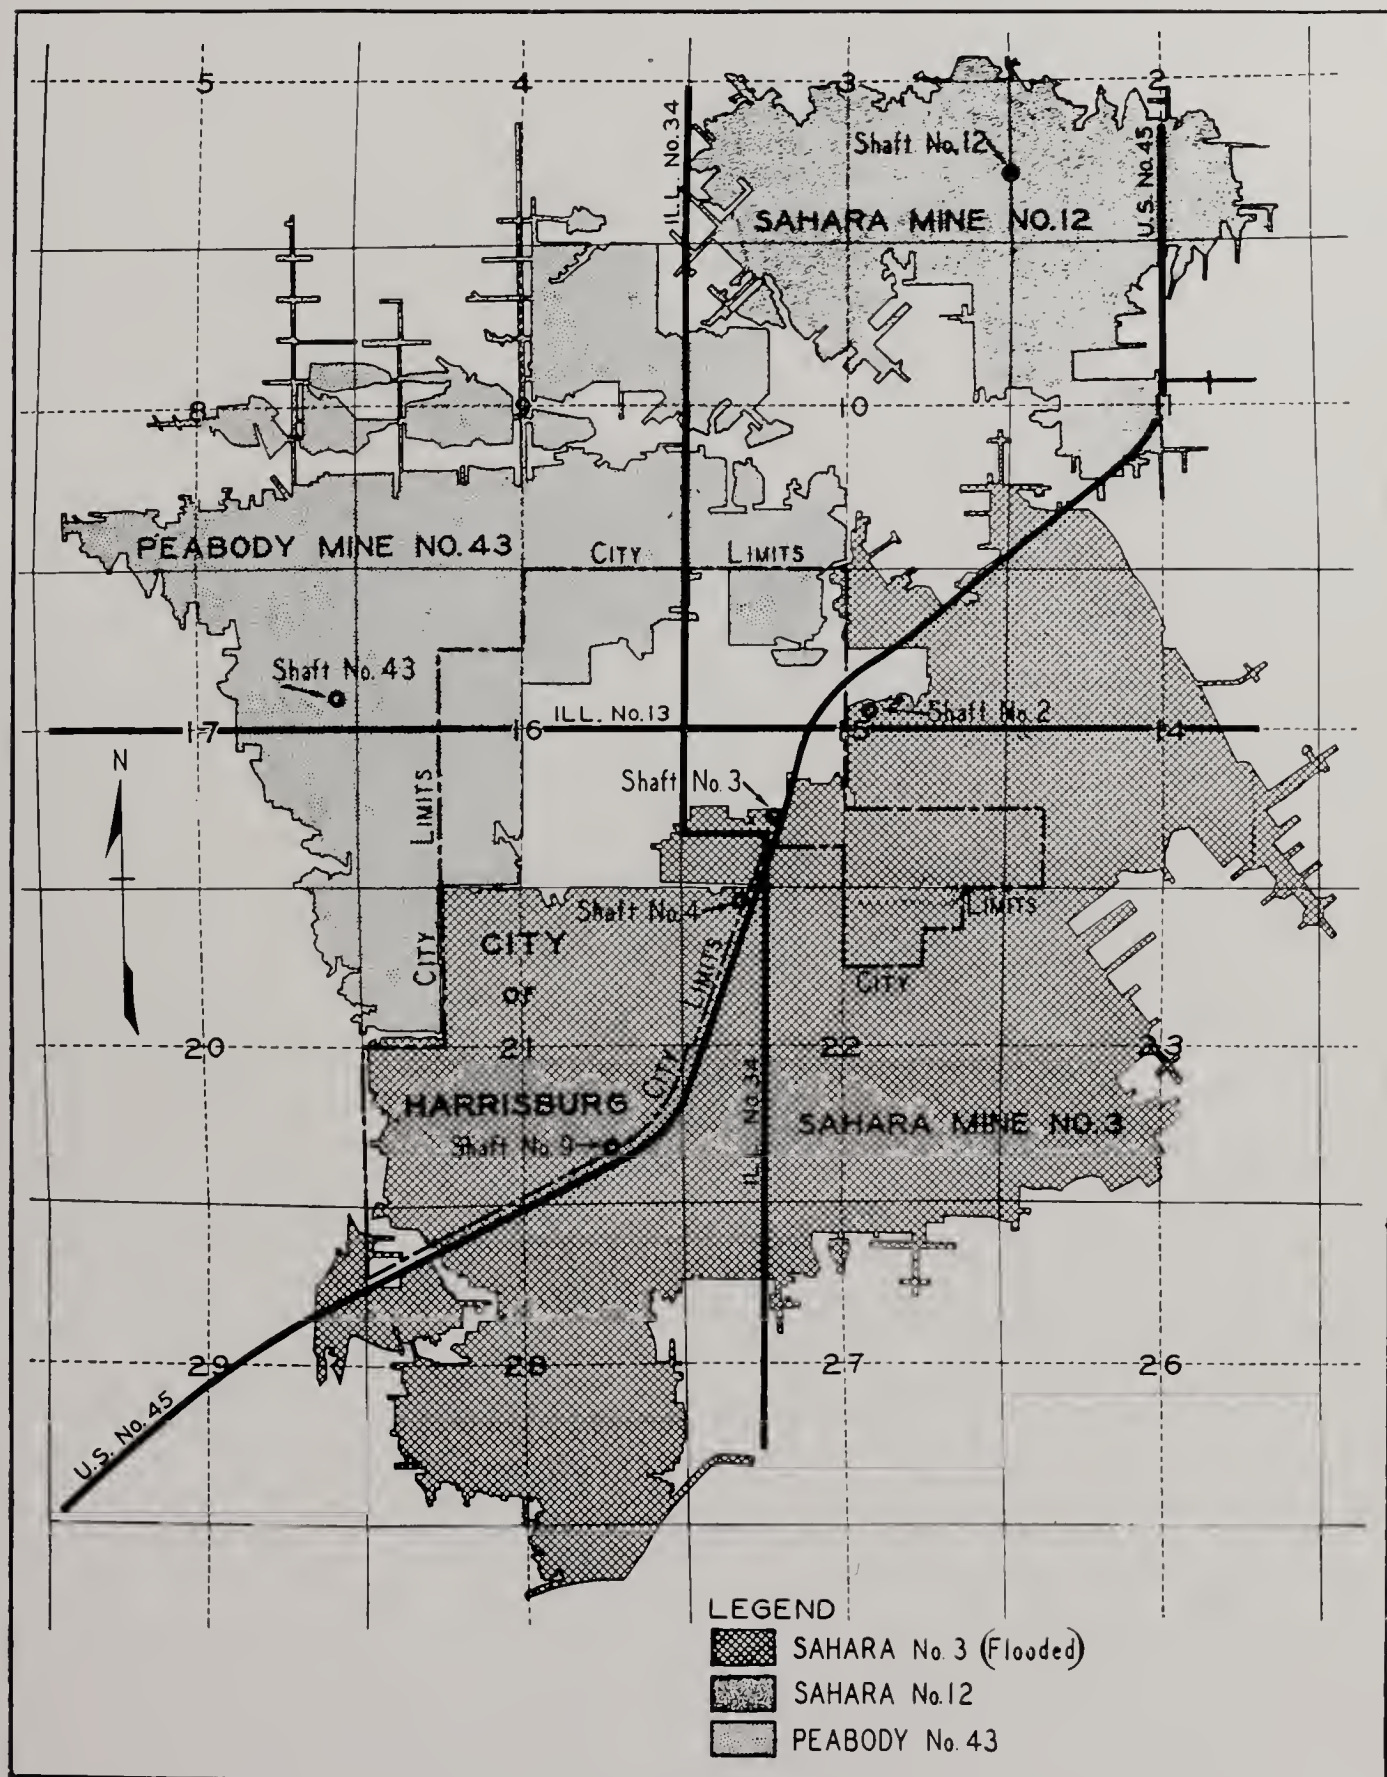 5
4
3
2
ILL. No.34
Shaft No.12
U.S. No.45
SAHARA MINE NO.12
8
9
10
11
PEABODY MINE NO.43
CITY LIMITS
Shaft No.43
ILL. No.13
Shaft No.2
17
16
15
14
N
LIMITS
Shaft No.3
Shaft No.4
LIMITS
CITY
CITY
OF
LIMITS
CITY
20
21
22
23
CITY
HARRISBURG
ILL. No.34
SAHARA MINE NO.3
Shaft No.9
29
28
27
26
U.S. No.45
LEGEND
SAHARA No. 3 (Flooded)
SAHARA No.12
PEABODY No. 43